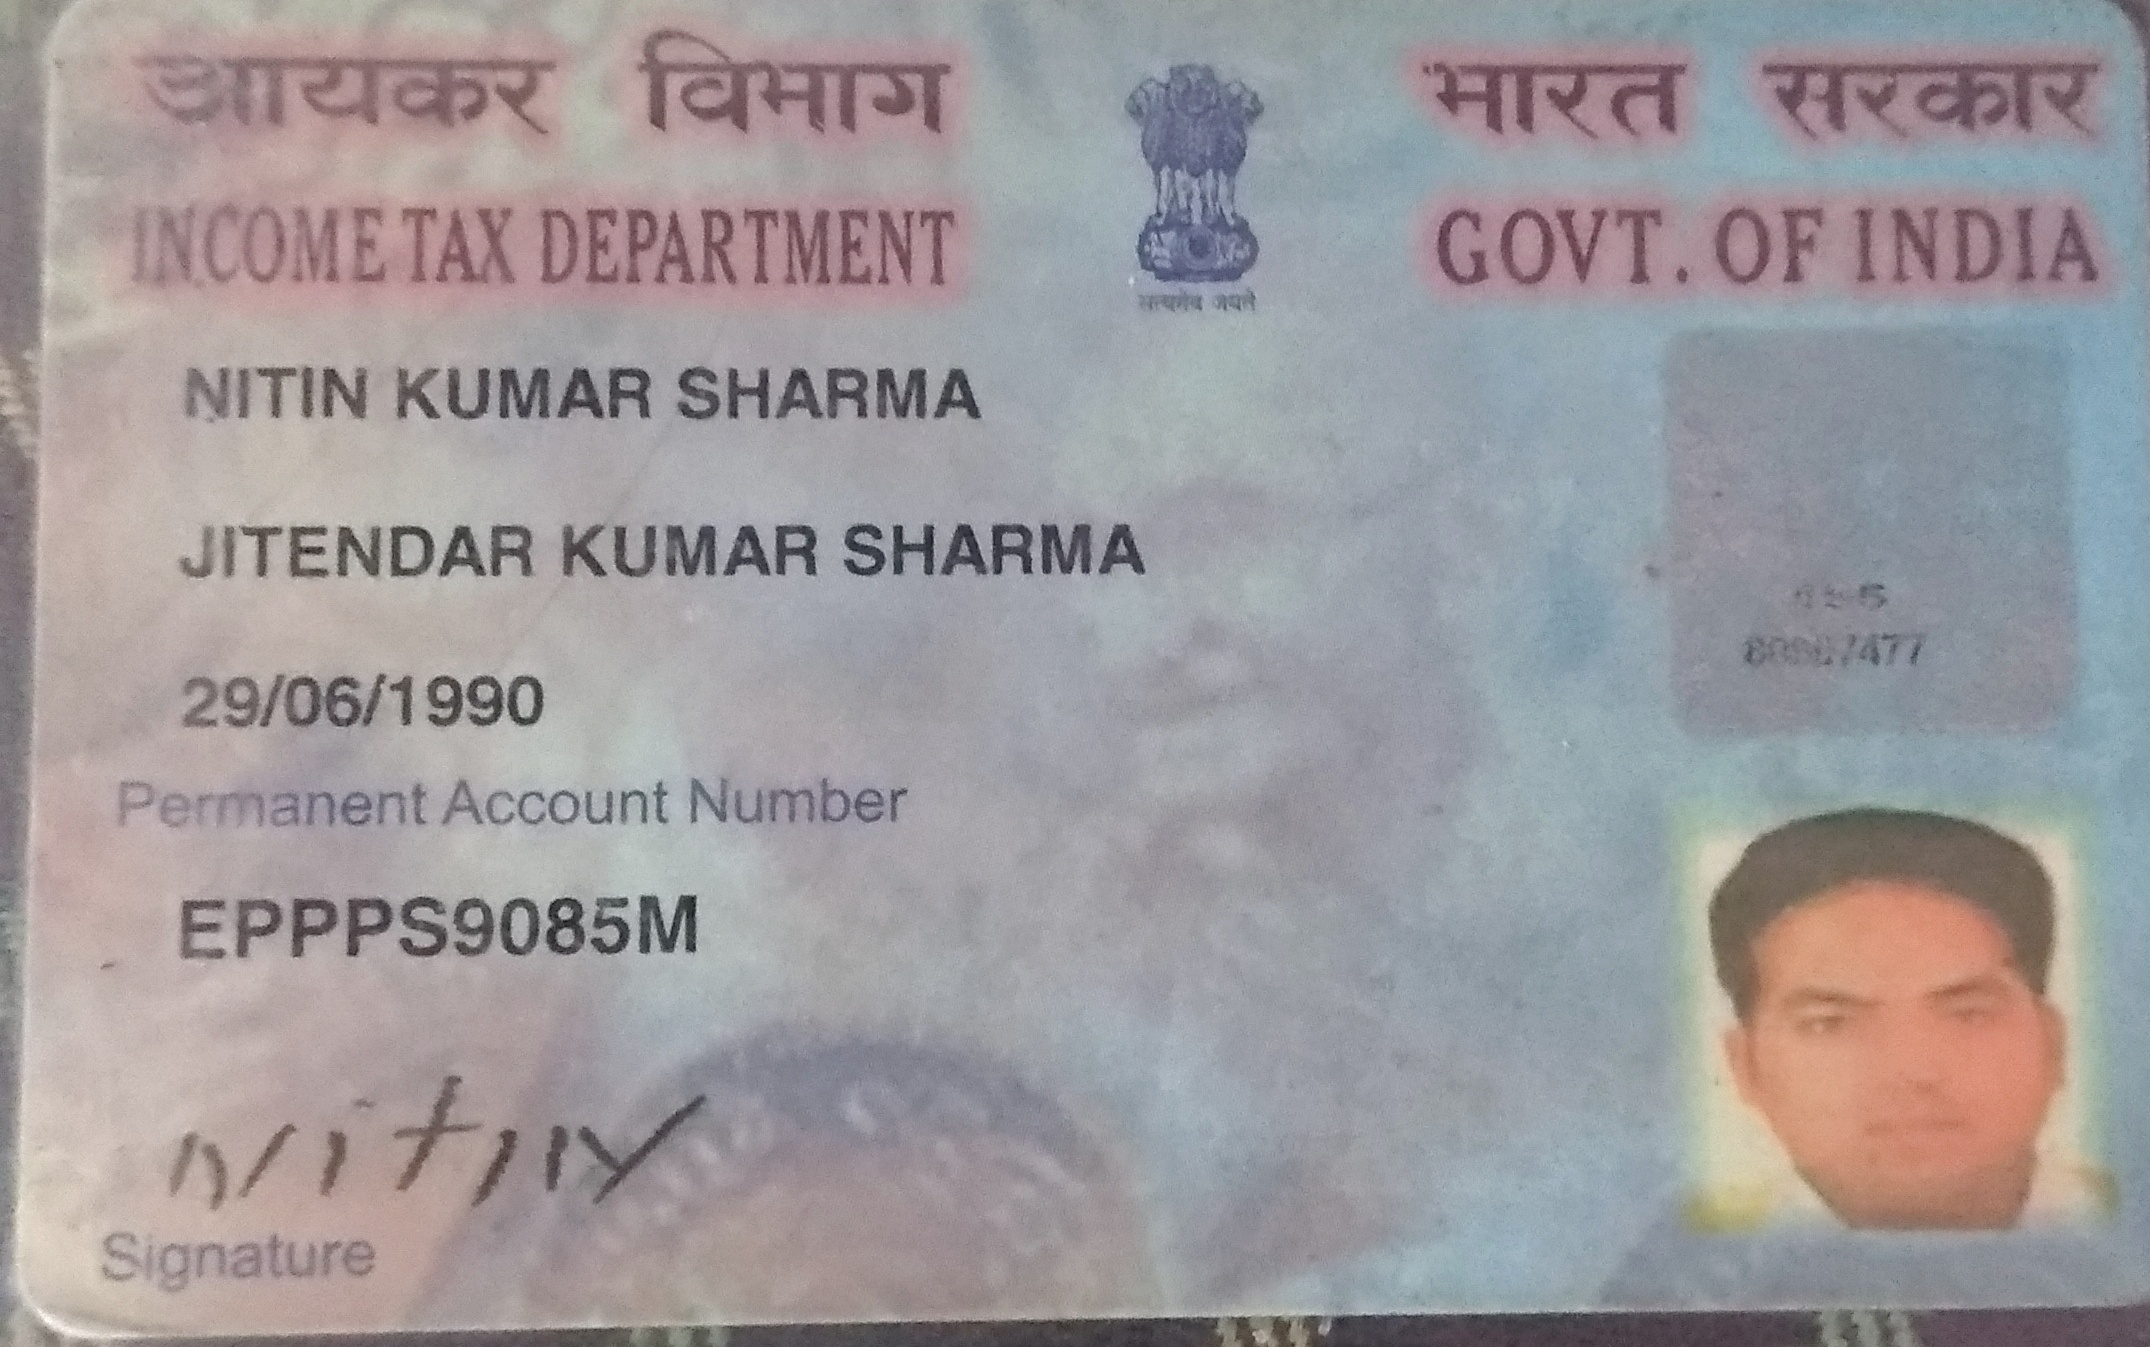 आयकर विभाग
भारत सरकार
INCOME TAX DEPARTMENT
GOVT. OF INDIA
सत्यमेव जयते
NITIN KUMAR SHARMA
JITENDAR KUMAR SHARMA
29/06/1990
Permanent Account Number
EPPPS9085M
Nitin
Signature